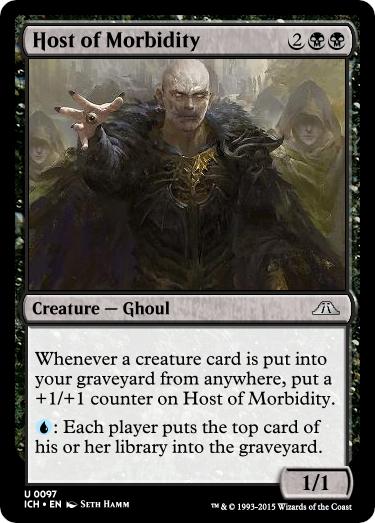 Host of Morbidity 2
Creature — Ghoul
Whenever a creature card is put into
your graveyard from anywhere, put a
+1/+1 counter on Host of Morbidity.
: Each player puts the top card of
his or her library into the graveyard.
1/1
U 0097
ICH • EN Seth Hamm
™ & © 1993-2015 Wizards of the Coast